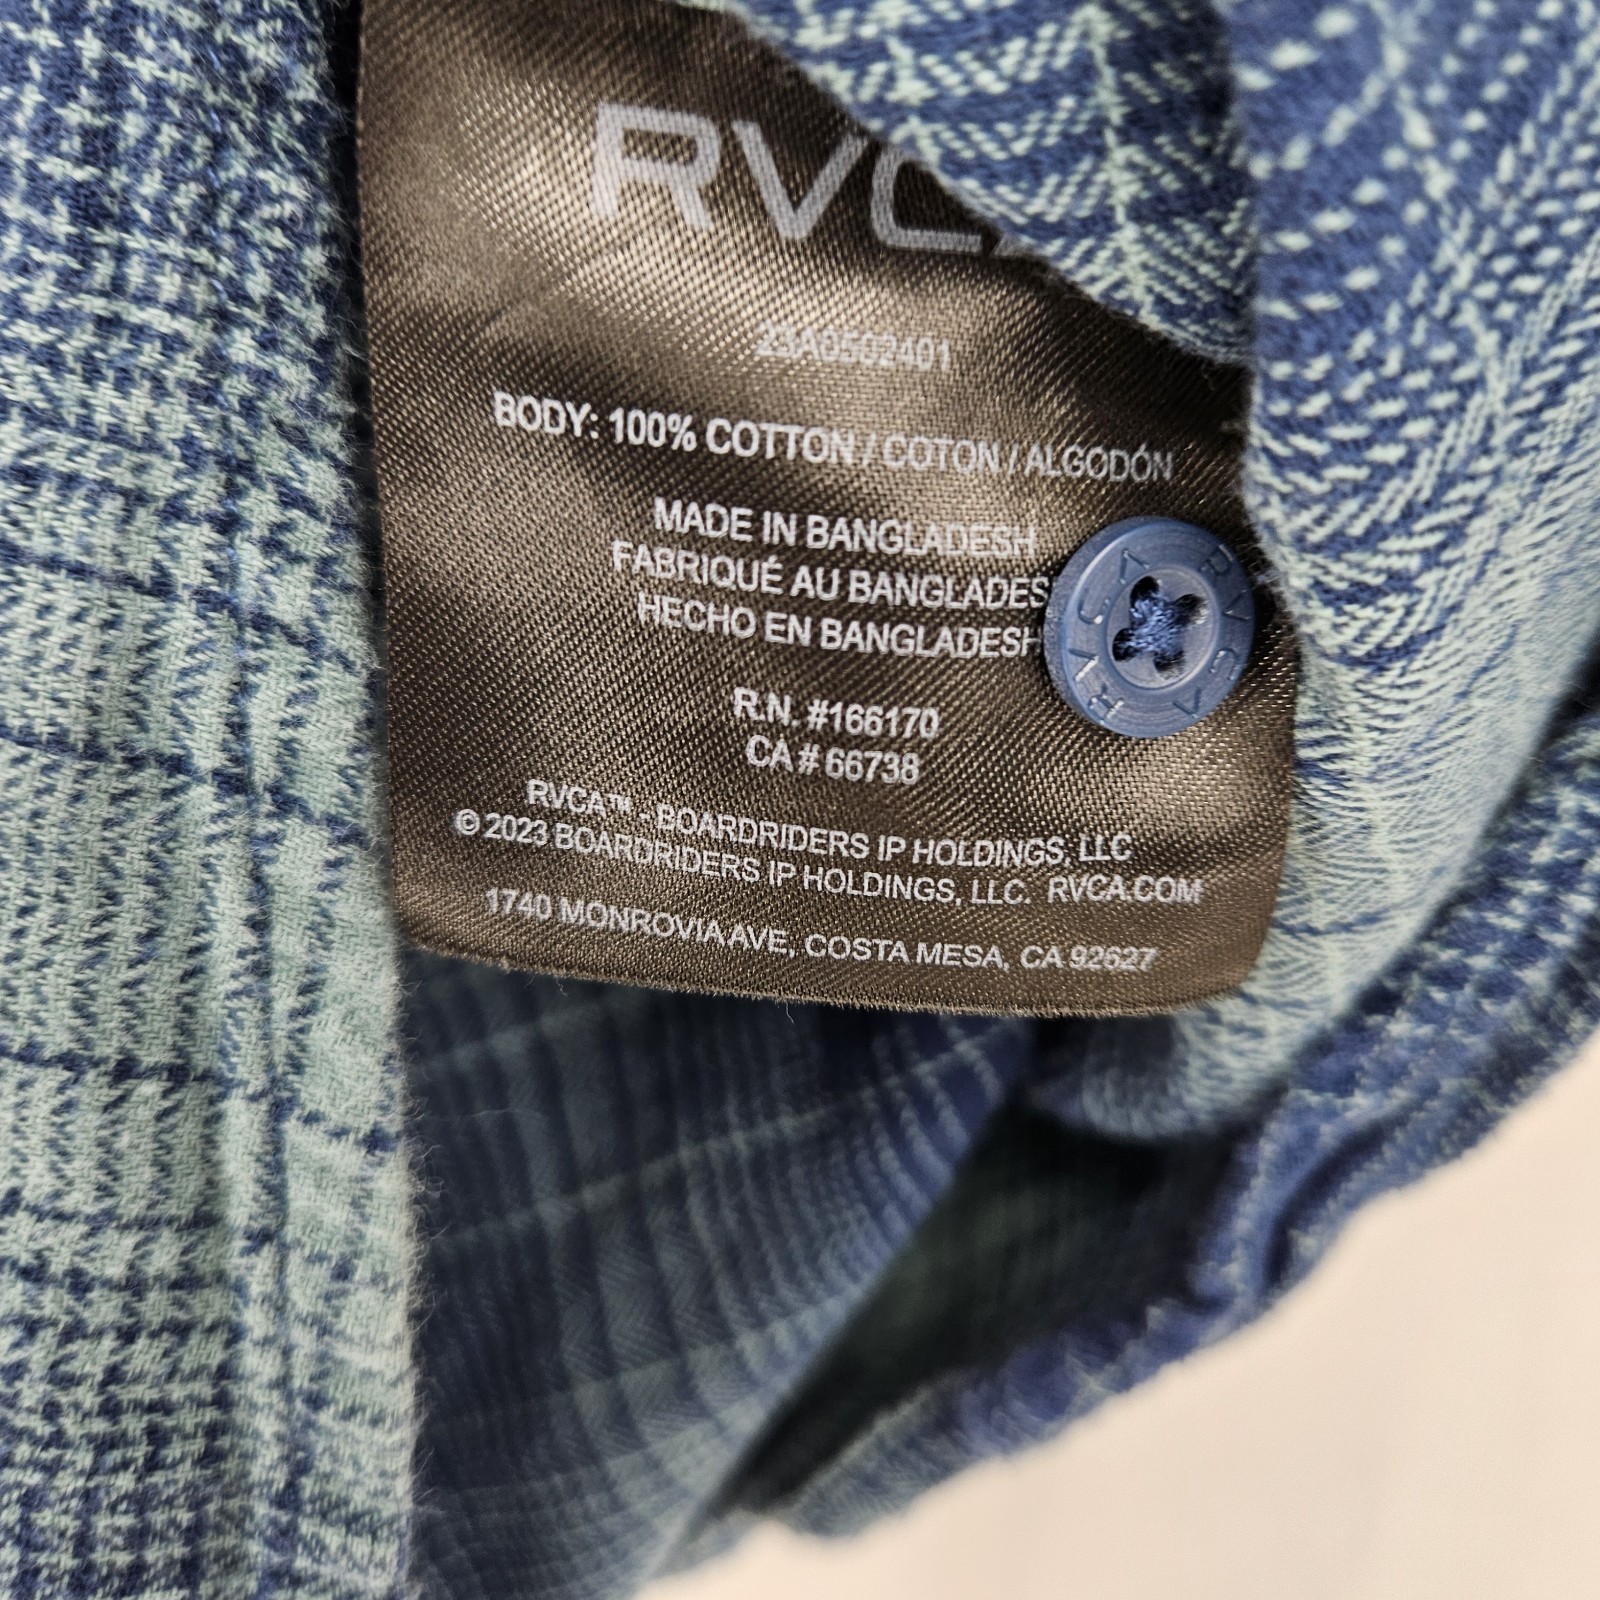 RVCA
BODY: 100% COTTON / COTON / ALGODÓN
MADE IN BANGLADESH
FABRIQUÉ AU BANGLADES
HECHO EN BANGLADESH
R.N. #166170
CA # 66738
RVCA™ - BOARDRIDERS IP HOLDINGS, LLC
© 2023 BOARDRIDERS IP HOLDINGS, LLC. RVCA.COM
1740 MONROVIA AVE, COSTA MESA, CA 92627
RVCA RVCA